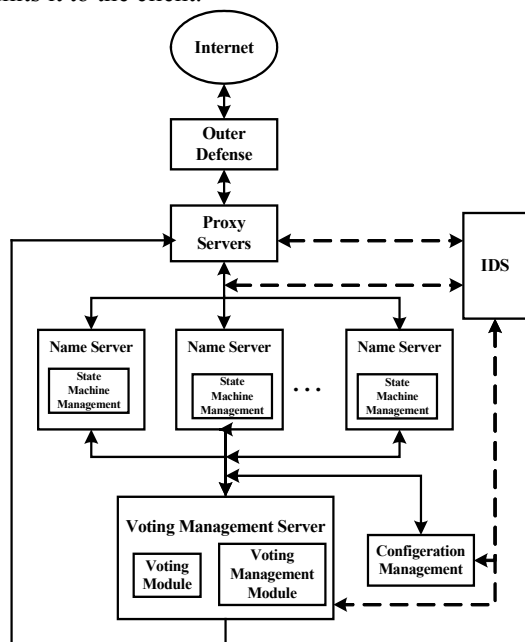 mits it to the client.
Internet
Outer
Defense
Proxy
Servers
IDS
Name Server
State
Machine
Management
Name Server
State
Machine
Management
...
Name Server
State
Machine
Management
Voting Management Server
Voting
Module
Voting
Management
Module
Configeration
Management